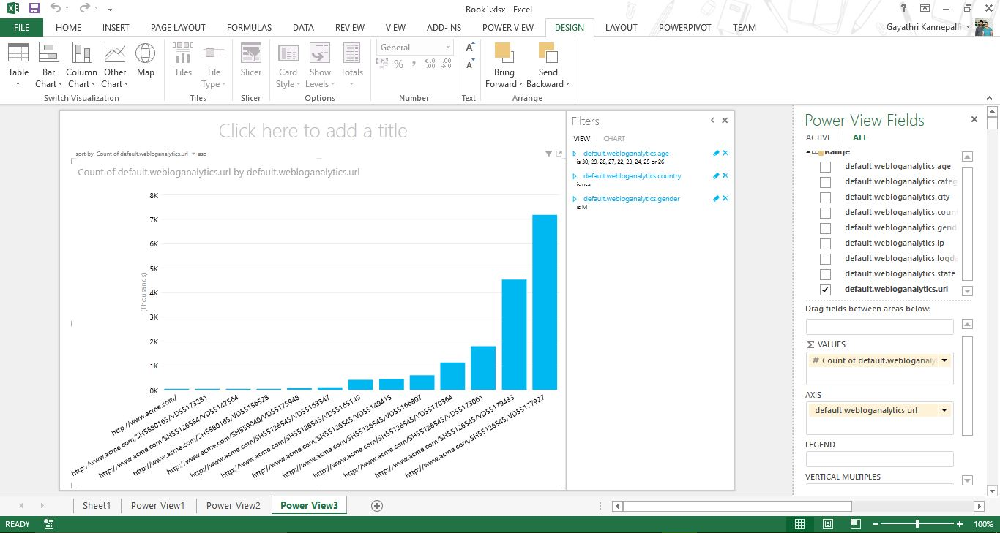 Book1.xlsx - Excel
?
FILE HOME INSERT PAGE LAYOUT FORMULAS DATA REVIEW VIEW ADD-INS POWER VIEW DESIGN LAYOUT POWERPIVOT TEAM Gayathri Kannepalli
Table
Bar Chart
Column Chart
Other Chart
Map
Switch Visualization
Tiles
Tile Type
Tiles
Slicer
Slicer
Card Style
Show Levels
Totals
Options
General
% , .00 .00
Number
A
A
Text
Bring Forward
Send Backward
Arrange
Click here to add a title
sort by Count of default.webloganalytics.url asc
Count of default.webloganalytics.url by default.webloganalytics.url
(Thousands)
8K
7K
6K
5K
4K
3K
2K
1K
0K
http://www.acme.com/
http://www.acme.com/SH5580165/VD55173281
http://www.acme.com/SH55126554/VD55147564
http://www.acme.com/SH5580165/VD55156528
http://www.acme.com/SH559040/VD55175948
http://www.acme.com/SH55126545/VD55163347
http://www.acme.com/SH55126545/VD55165149
http://www.acme.com/SH55126545/VD55149415
http://www.acme.com/SH55126545/VD55166807
http://www.acme.com/SH55126545/VD55170364
http://www.acme.com/SH55126545/VD55173061
http://www.acme.com/SH55126545/VD55179433
http://www.acme.com/SH55126545/VD55177927
Filters
VIEW CHART
default.webloganalytics.age
is 30, 29, 28, 27, 22, 23, 24, 25 or 26
default.webloganalytics.country
is usa
default.webloganalytics.gender
is M
Power View Fields
ACTIVE ALL
Range
default.webloganalytics.age
default.webloganalytics.categ
default.webloganalytics.city
default.webloganalytics.coun
default.webloganalytics.gend
default.webloganalytics.ip
default.webloganalytics.logda
default.webloganalytics.state
default.webloganalytics.url
Drag fields between areas below:
Σ VALUES
# Count of default.webloganaly
AXIS
default.webloganalytics.url
LEGEND
VERTICAL MULTIPLES
Sheet1 Power View1 Power View2 Power View3
READY
100%